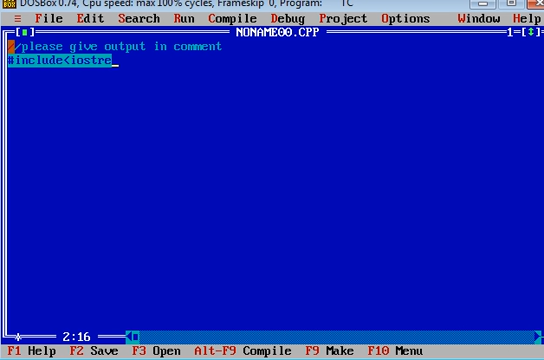 DOSBox 0.74, Cpu speed: max 100% cycles, Frameskip 0, Program: TC
≡ File Edit Search Run Compile Debug Project Options Window Help
[■] NONAME00.CPP 1=[↕]
//please give output in comment
#include<iostre_
* 2:16
F1 Help F2 Save F3 Open Alt-F9 Compile F9 Make F10 Menu